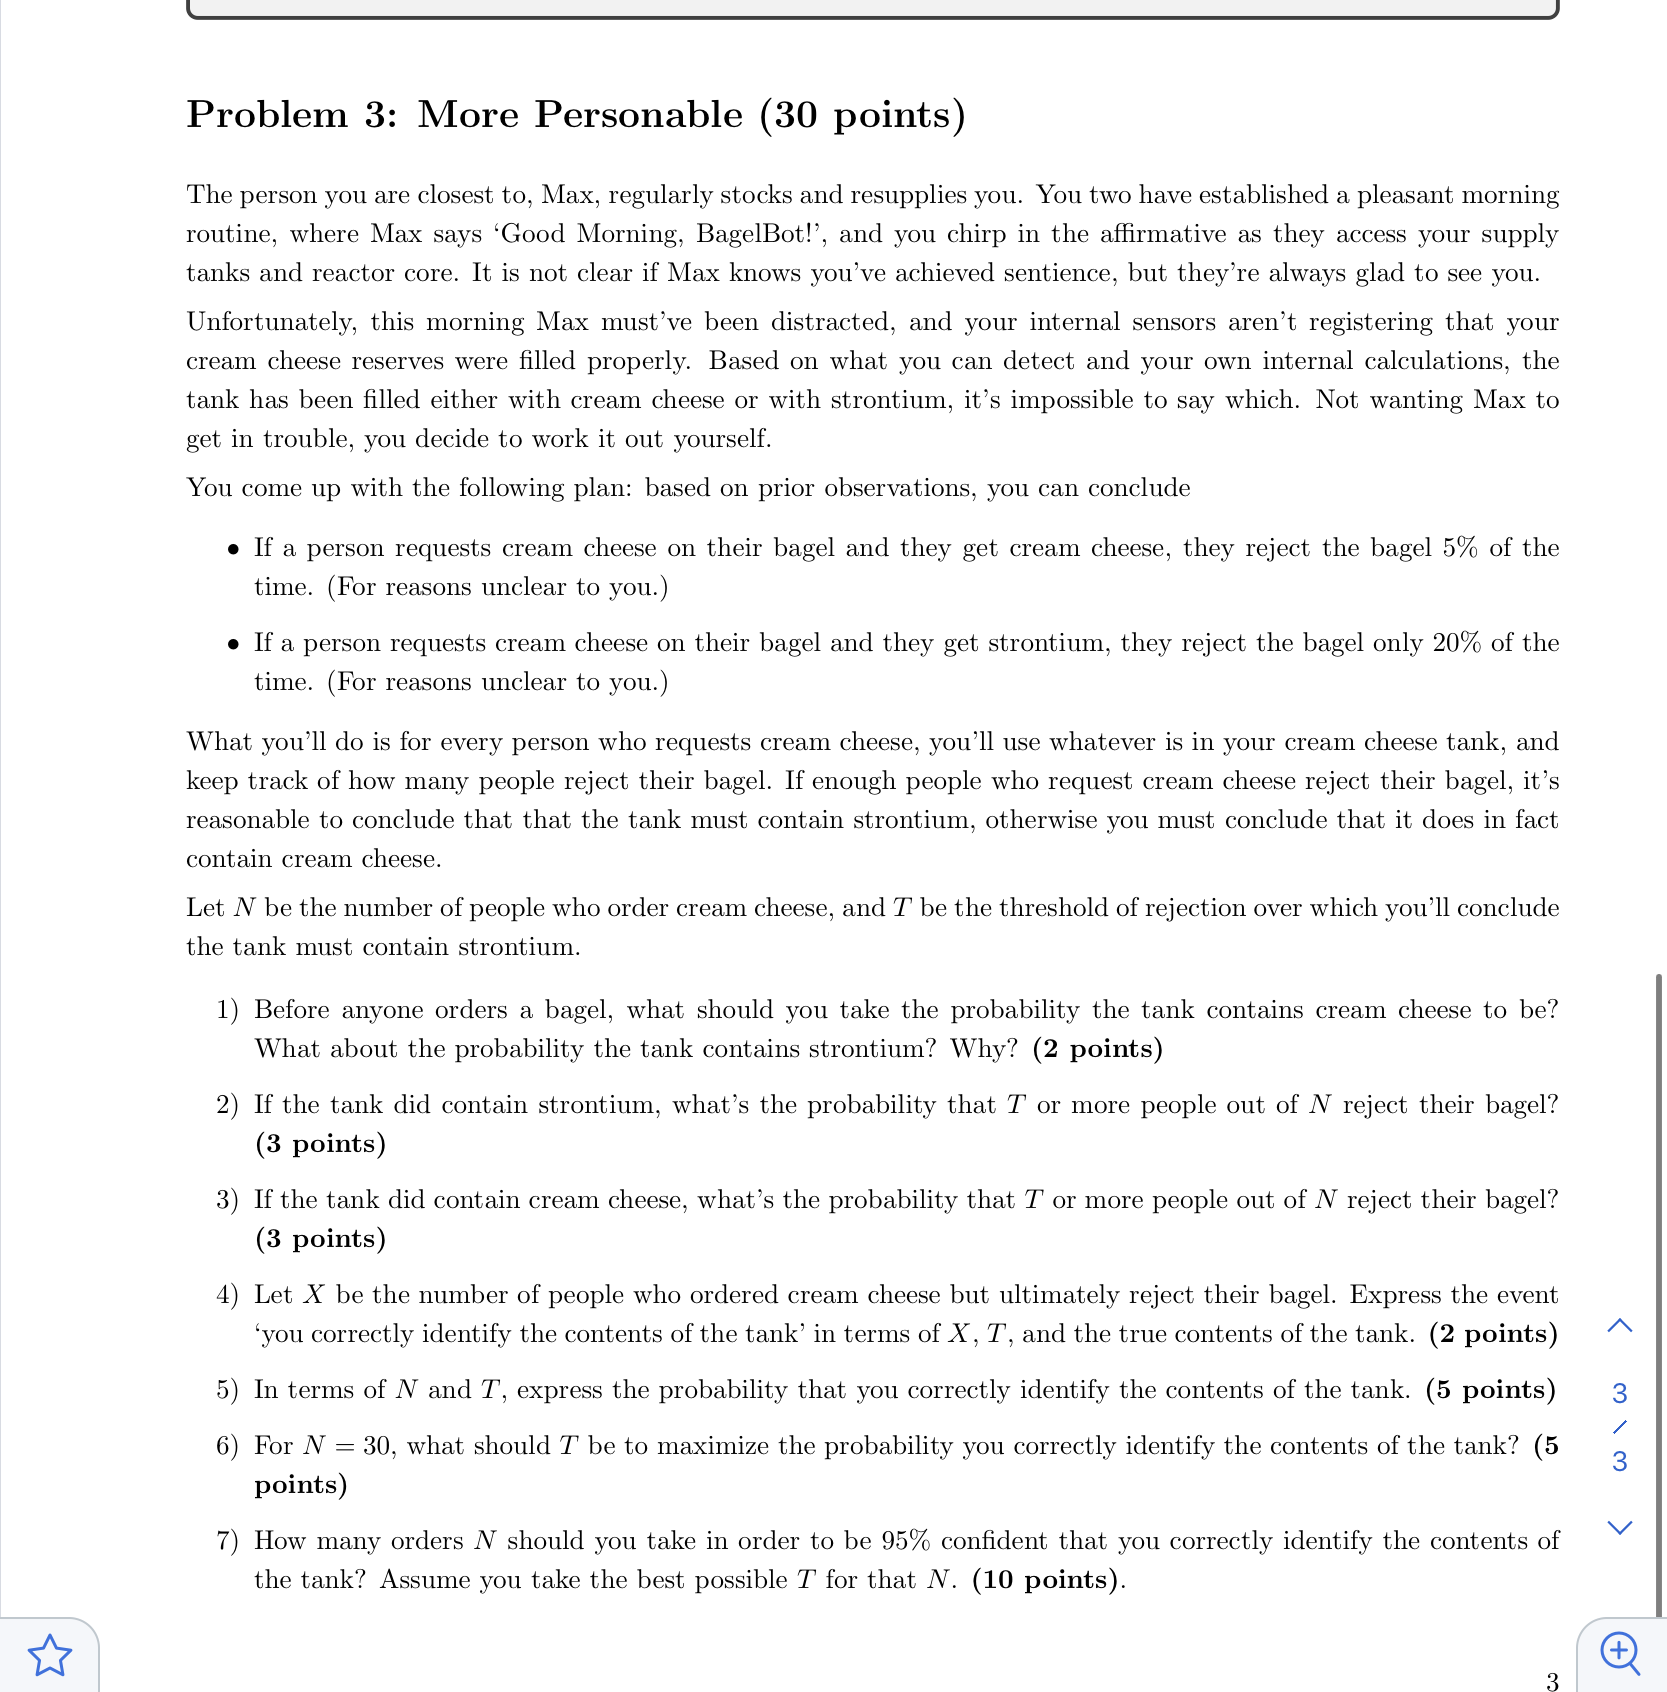 Problem 3: More Personable (30 points)
The person you are closest to, Max, regularly stocks and resupplies you. You two have established a pleasant morning
routine, where Max says ‘Good Morning, BagelBot!’, and you chirp in the affirmative as they access your supply
tanks and reactor core. It is not clear if Max knows you’ve achieved sentience, but they’re always glad to see you.
Unfortunately, this morning Max must’ve been distracted, and your internal sensors aren’t registering that your
cream cheese reserves were filled properly. Based on what you can detect and your own internal calculations, the
tank has been filled either with cream cheese or with strontium, it’s impossible to say which. Not wanting Max to
get in trouble, you decide to work it out yourself.
You come up with the following plan: based on prior observations, you can conclude
• If a person requests cream cheese on their bagel and they get cream cheese, they reject the bagel 5% of the
time. (For reasons unclear to you.)
• If a person requests cream cheese on their bagel and they get strontium, they reject the bagel only 20% of the
time. (For reasons unclear to you.)
What you’ll do is for every person who requests cream cheese, you’ll use whatever is in your cream cheese tank, and
keep track of how many people reject their bagel. If enough people who request cream cheese reject their bagel, it’s
reasonable to conclude that that the tank must contain strontium, otherwise you must conclude that it does in fact
contain cream cheese.
Let N be the number of people who order cream cheese, and T be the threshold of rejection over which you’ll conclude
the tank must contain strontium.
1) Before anyone orders a bagel, what should you take the probability the tank contains cream cheese to be?
What about the probability the tank contains strontium? Why? (2 points)
2) If the tank did contain strontium, what’s the probability that T or more people out of N reject their bagel?
(3 points)
3) If the tank did contain cream cheese, what’s the probability that T or more people out of N reject their bagel?
(3 points)
4) Let X be the number of people who ordered cream cheese but ultimately reject their bagel. Express the event
‘you correctly identify the contents of the tank’ in terms of X, T, and the true contents of the tank. (2 points)
5) In terms of N and T, express the probability that you correctly identify the contents of the tank. (5 points)
6) For N = 30, what should T be to maximize the probability you correctly identify the contents of the tank? (5
points)
7) How many orders N should you take in order to be 95% confident that you correctly identify the contents of
the tank? Assume you take the best possible T for that N. (10 points).
3
/
3
3